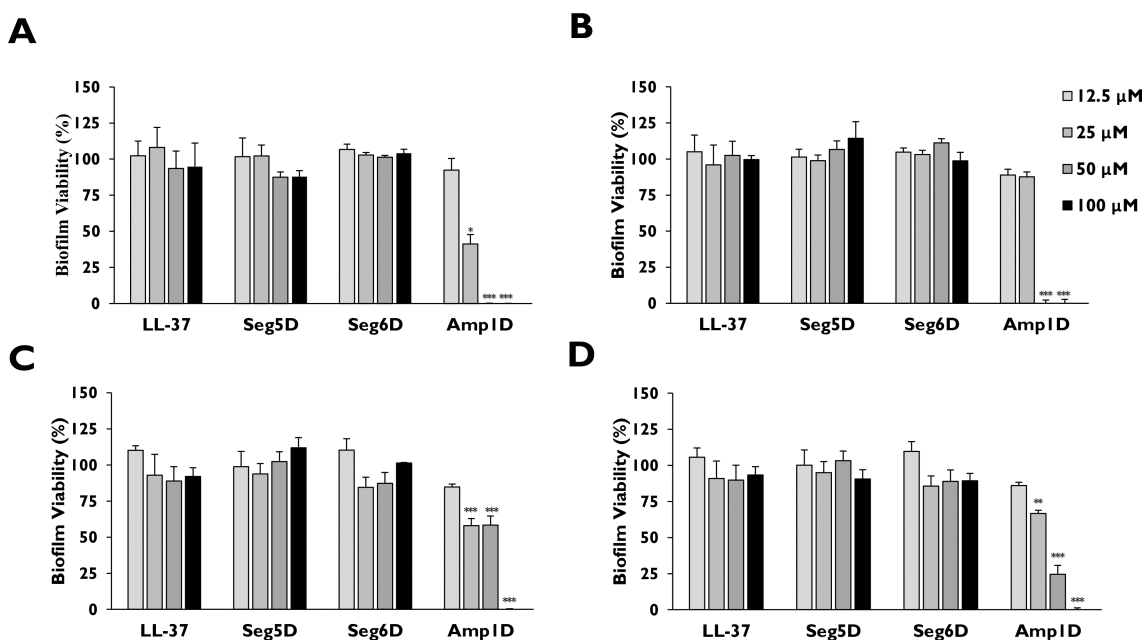 A
Biofilm Viability (%)
150
125
100
75
50
25
0
*
*** ***
LL-37 Seg5D Seg6D Amp1D
B
Biofilm Viability (%)
150
125
100
75
50
25
0
*** ***
LL-37 Seg5D Seg6D Amp1D
12.5 µM
25 µM
50 µM
100 µM
C
Biofilm Viability (%)
150
125
100
75
50
25
0
*** ***
***
LL-37 Seg5D Seg6D Amp1D
D
Biofilm Viability (%)
150
125
100
75
50
25
0
**
***
***
LL-37 Seg5D Seg6D Amp1D